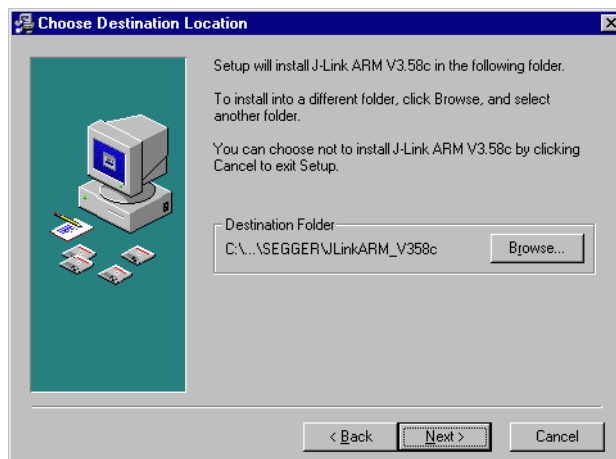 Choose Destination Location
Setup will install J-Link ARM V3.58c in the following folder.
To install into a different folder, click Browse, and select
another folder.
You can choose not to install J-Link ARM V3.58c by clicking
Cancel to exit Setup.
Destination Folder
C:\...\SEGGER\JLinkARM_V358c
Browse...
< Back
Next >
Cancel